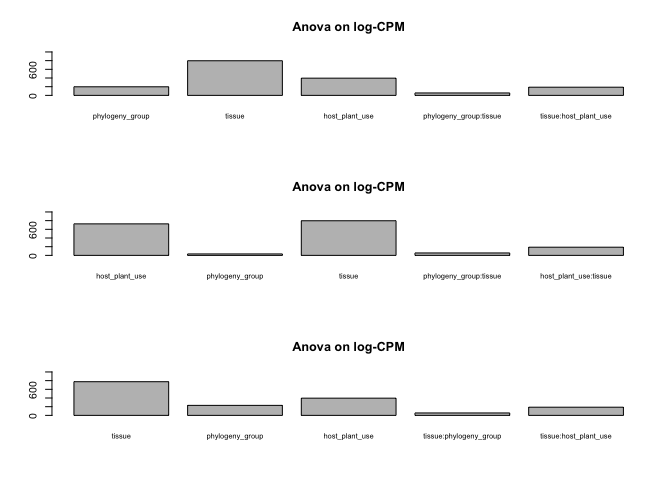 Anova on log-CPM
600
0
phylogeny_group tissue host_plant_use phylogeny_group:tissue tissue:host_plant_use
Anova on log-CPM
600
0
host_plant_use phylogeny_group tissue phylogeny_group:tissue host_plant_use:tissue
Anova on log-CPM
600
0
tissue phylogeny_group host_plant_use tissue:phylogeny_group tissue:host_plant_use